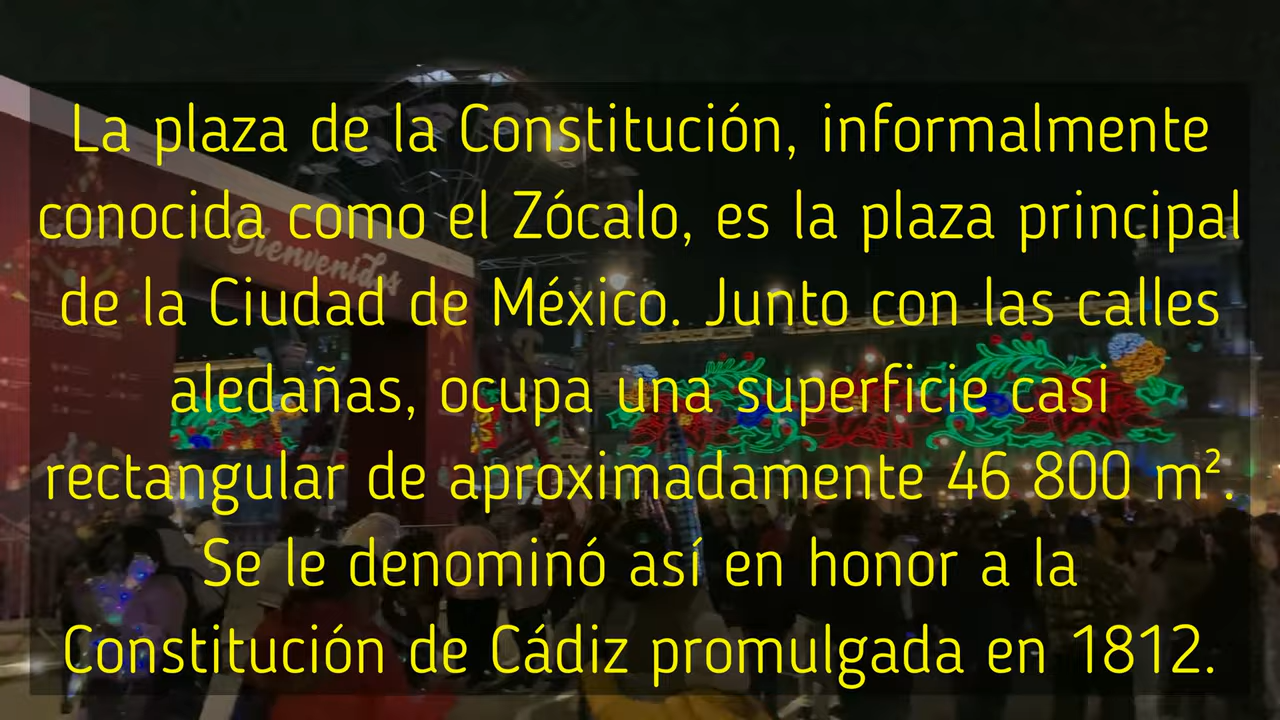 La plaza de la Constitución, informalmente
conocida como el Zócalo, es la plaza principal
de la Ciudad de México. Junto con las calles
aledañas, ocupa una superficie casi
rectangular de aproximadamente 46 800 m².
Se le denominó así en honor a la
Constitución de Cádiz promulgada en 1812.
Bienvenidos